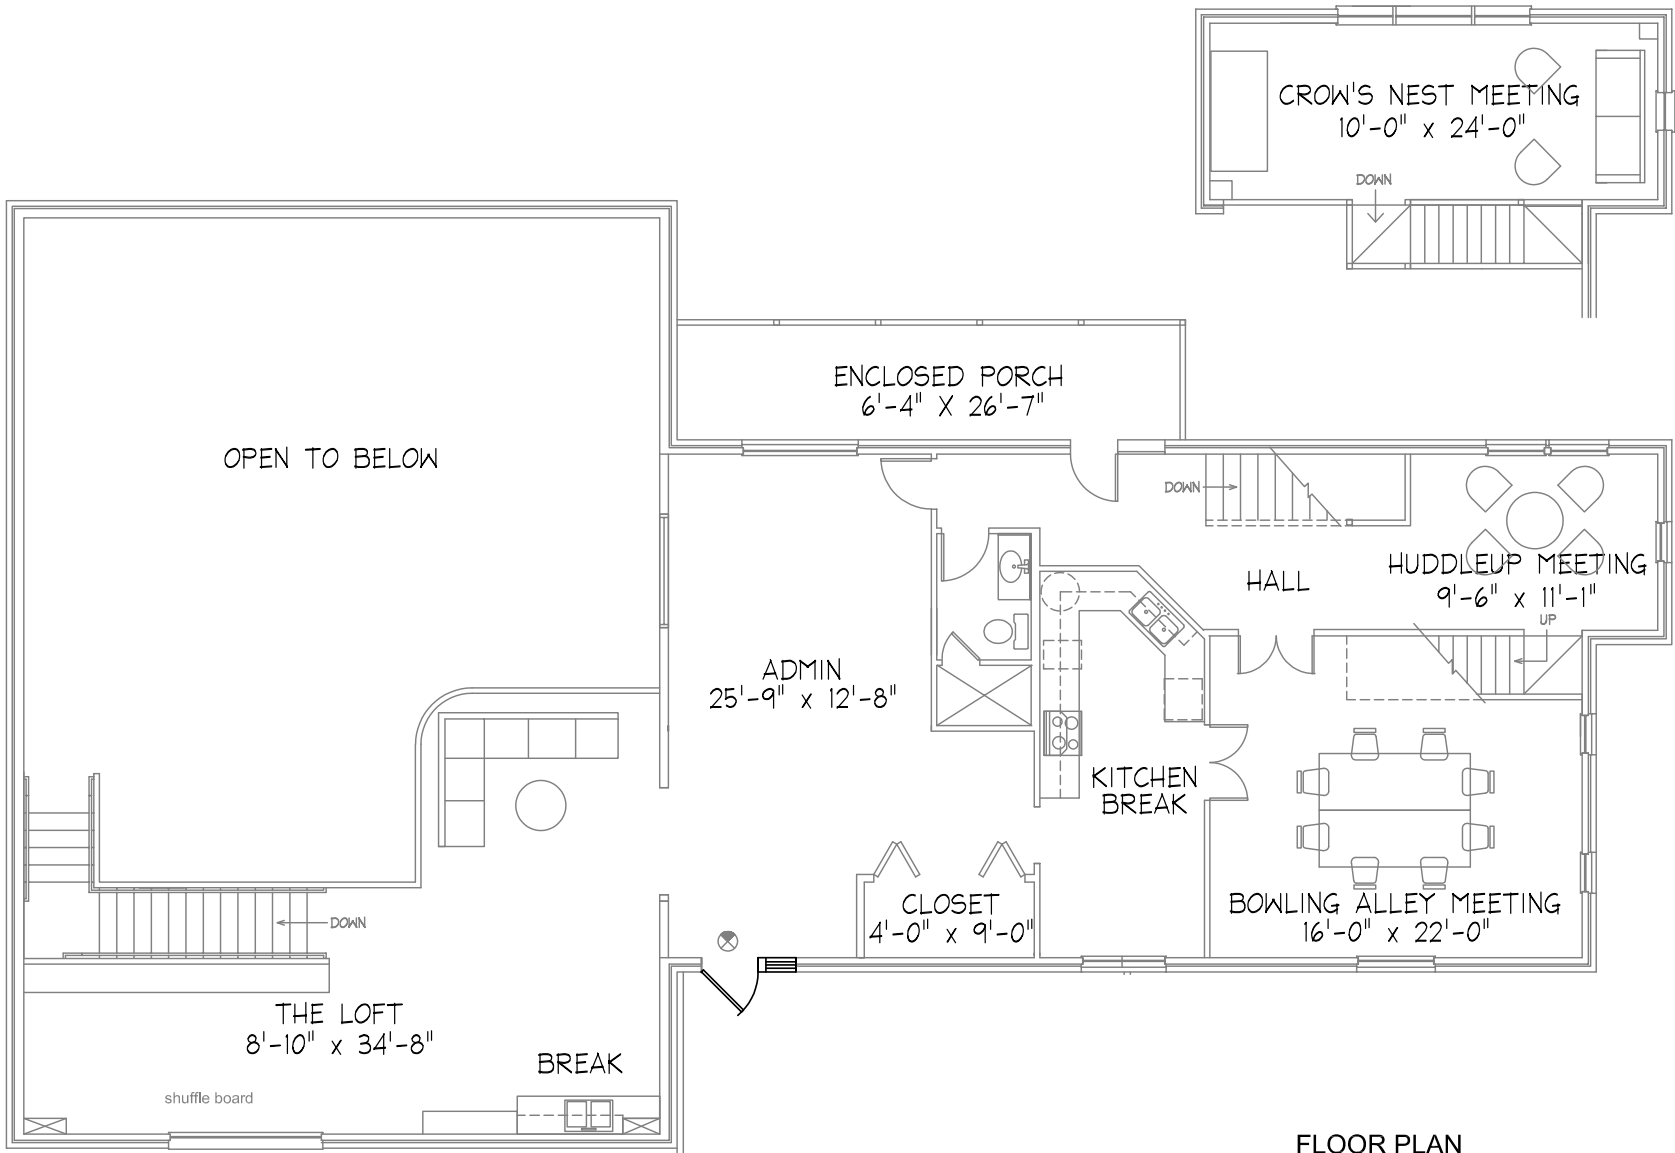 CROW'S NEST MEETING
10'-0" x 24'-0"
DOWN
ENCLOSED PORCH
6'-4" X 26'-7"
OPEN TO BELOW
DOWN
HUDDLEUP MEETING
9'-6" x 11'-1"
HALL
UP
ADMIN
25'-9" x 12'-8"
KITCHEN
BREAK
CLOSET
4'-0" x 9'-0"
BOWLING ALLEY MEETING
16'-0" x 22'-0"
DOWN
THE LOFT
8'-10" x 34'-8"
BREAK
shuffle board
FLOOR PLAN